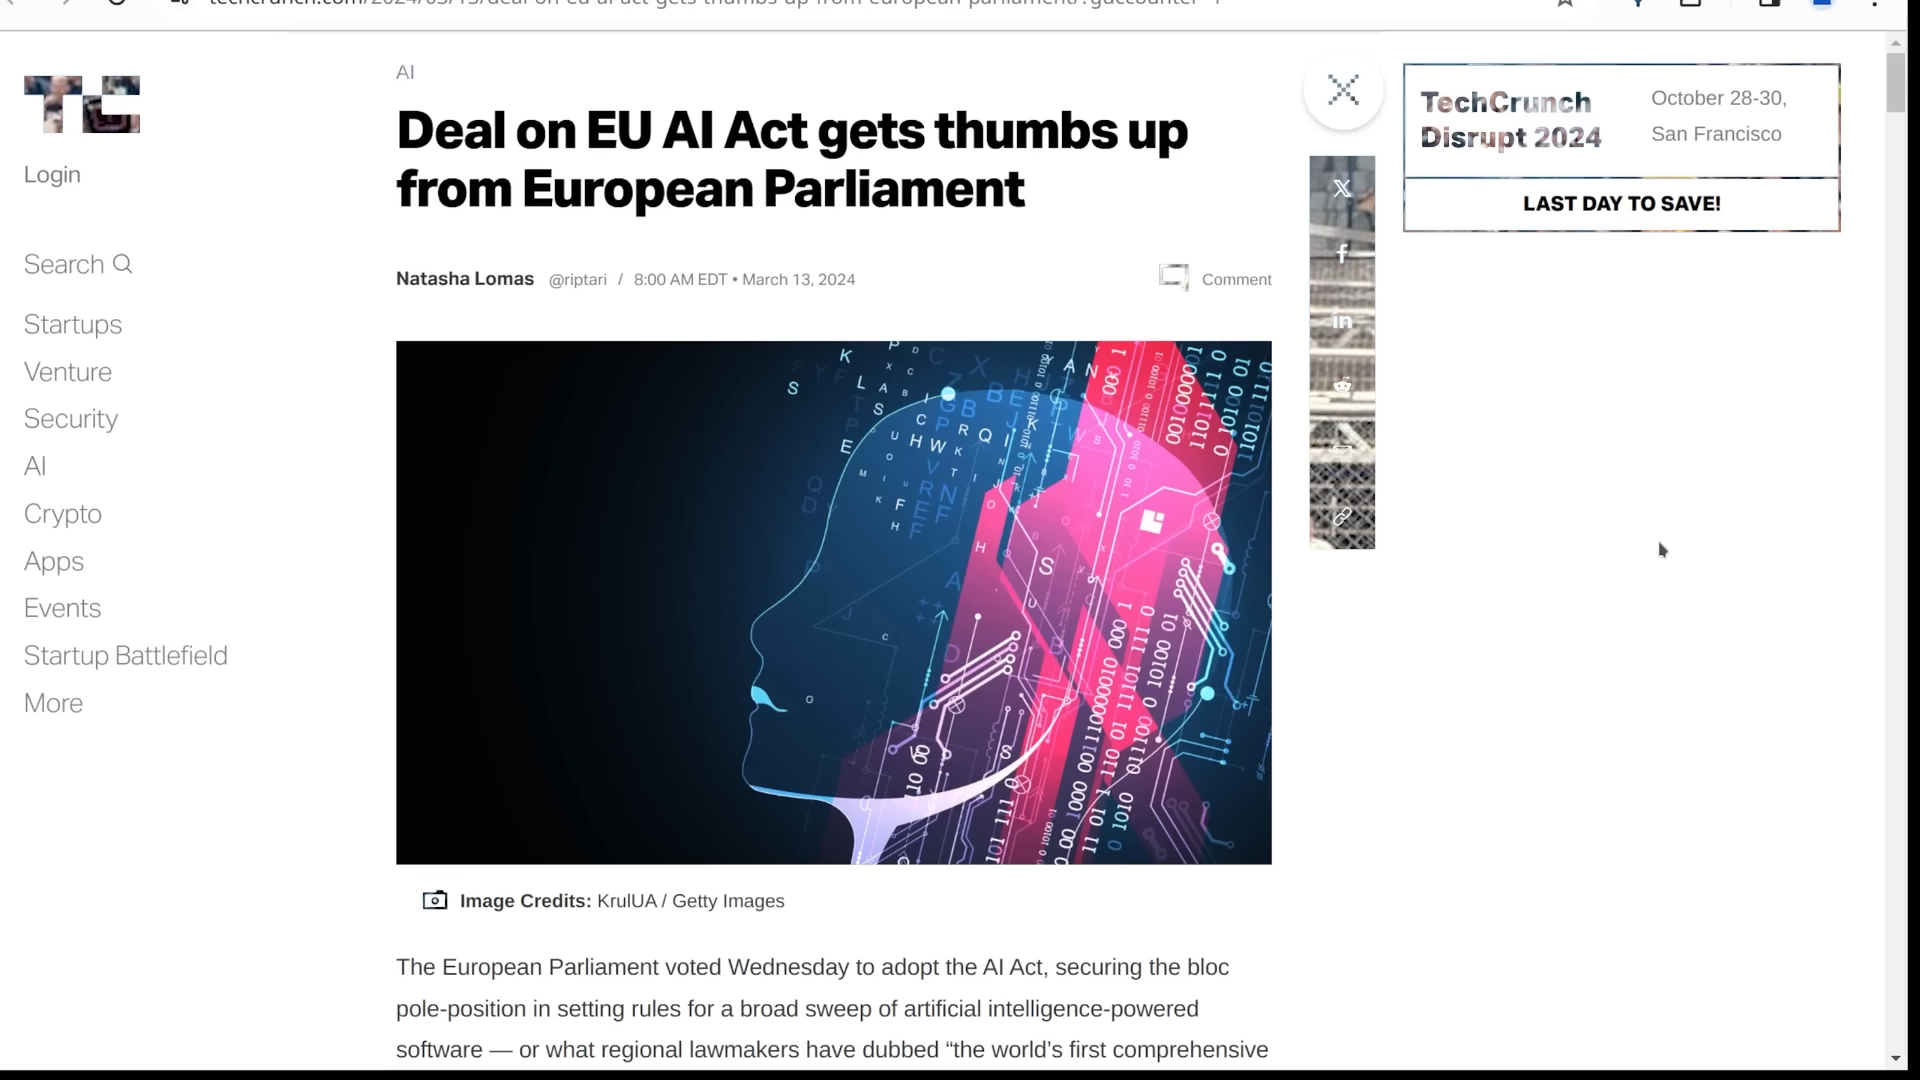 AI
Deal on EU AI Act gets thumbs up
from European Parliament
Natasha Lomas @riptari / 8:00 AM EDT • March 13, 2024
Comment
TC
Login
Search
Startups
Venture
Security
AI
Crypto
Apps
Events
Startup Battlefield
More
Image Credits: KrulUA / Getty Images
The European Parliament voted Wednesday to adopt the AI Act, securing the bloc
pole-position in setting rules for a broad sweep of artificial intelligence-powered
software — or what regional lawmakers have dubbed “the world’s first comprehensive
TechCrunch
Disrupt 2024
October 28-30,
San Francisco
LAST DAY TO SAVE!